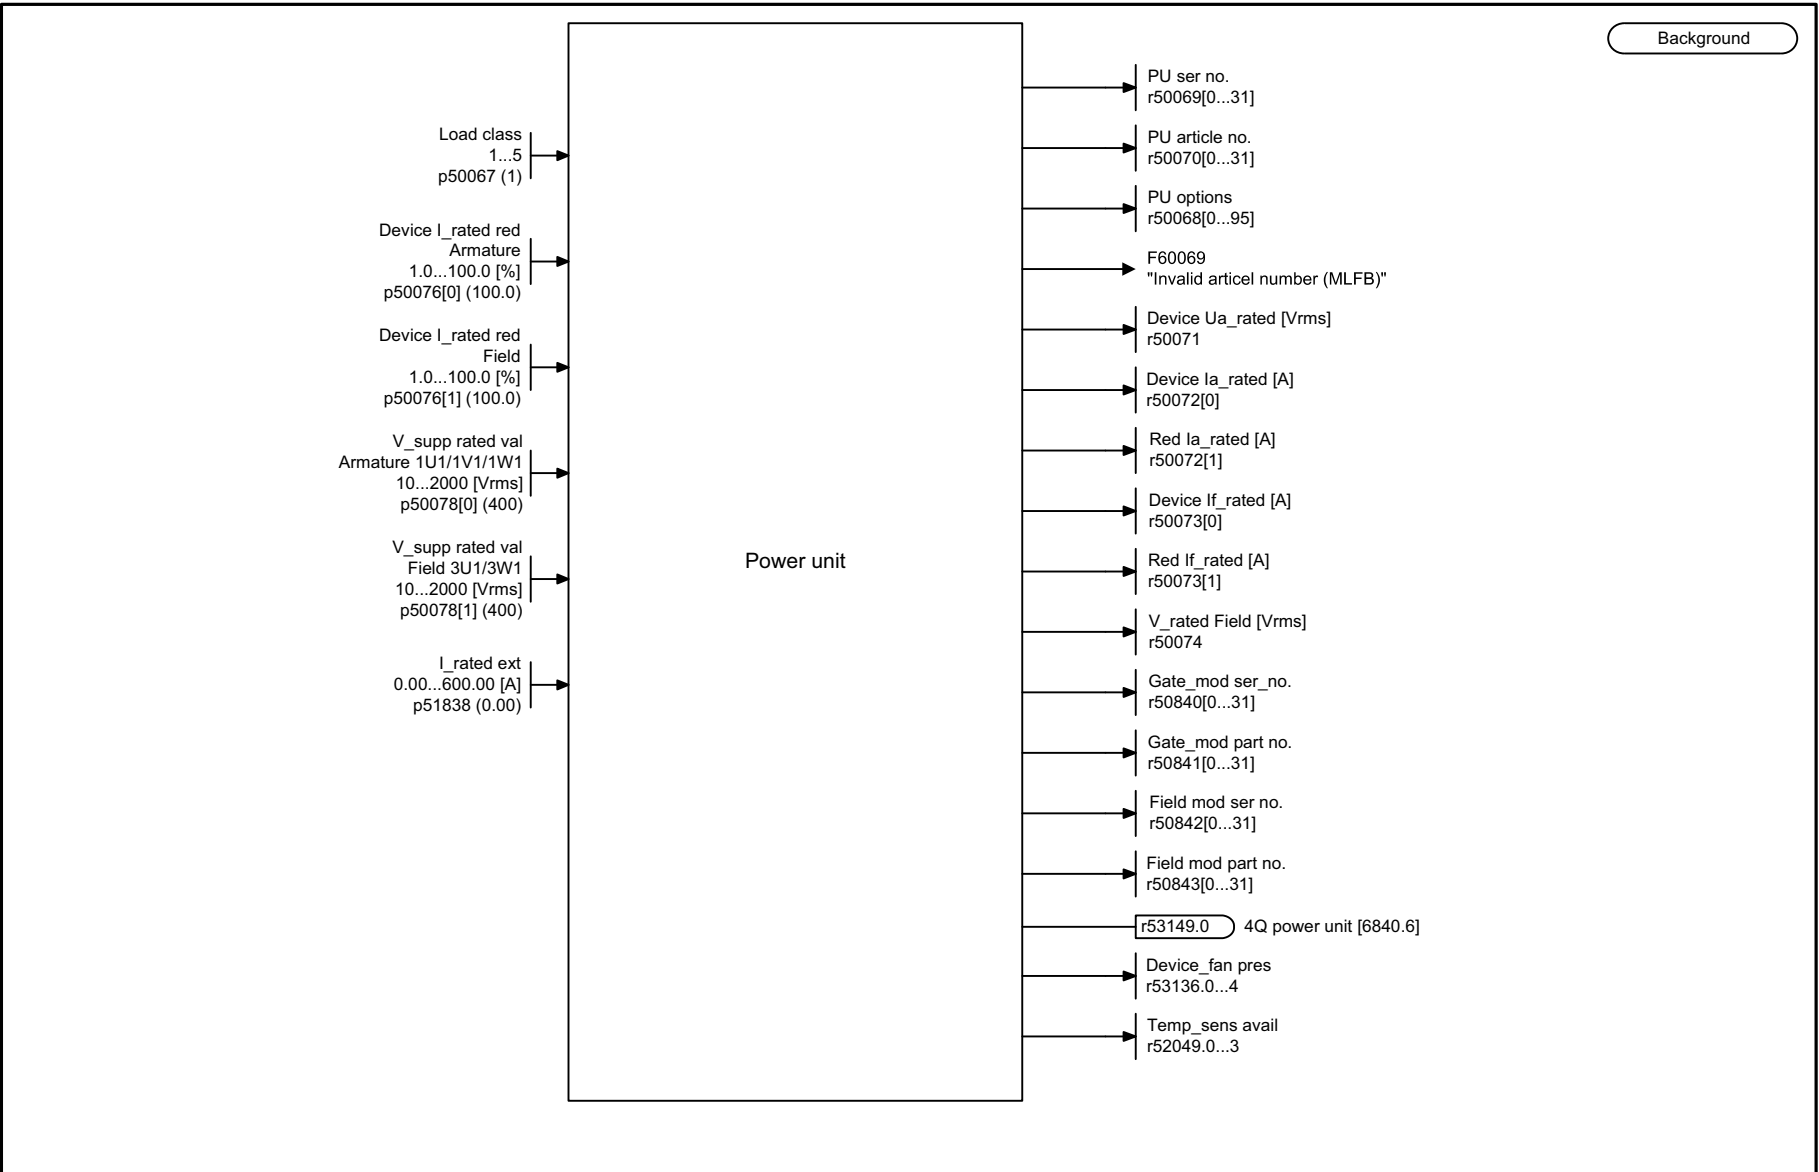 Background
Load class
1...5
p50067 (1)
Device I_rated red
Armature
1.0...100.0 [%]
p50076[0] (100.0)
Device I_rated red
Field
1.0...100.0 [%]
p50076[1] (100.0)
V_supp rated val
Armature 1U1/1V1/1W1
10...2000 [Vrms]
p50078[0] (400)
V_supp rated val
Field 3U1/3W1
10...2000 [Vrms]
p50078[1] (400)
I_rated ext
0.00...600.00 [A]
p51838 (0.00)
Power unit
PU ser no.
r50069[0...31]
PU article no.
r50070[0...31]
PU options
r50068[0...95]
F60069
"Invalid articel number (MLFB)"
Device Ua_rated [Vrms]
r50071
Device Ia_rated [A]
r50072[0]
Red Ia_rated [A]
r50072[1]
Device If_rated [A]
r50073[0]
Red If_rated [A]
r50073[1]
V_rated Field [Vrms]
r50074
Gate_mod ser_no.
r50840[0...31]
Gate_mod part no.
r50841[0...31]
Field mod ser no.
r50842[0...31]
Field mod part no.
r50843[0...31]
r53149.0 4Q power unit [6840.6]
Device_fan pres
r53136.0...4
Temp_sens avail
r52049.0...3